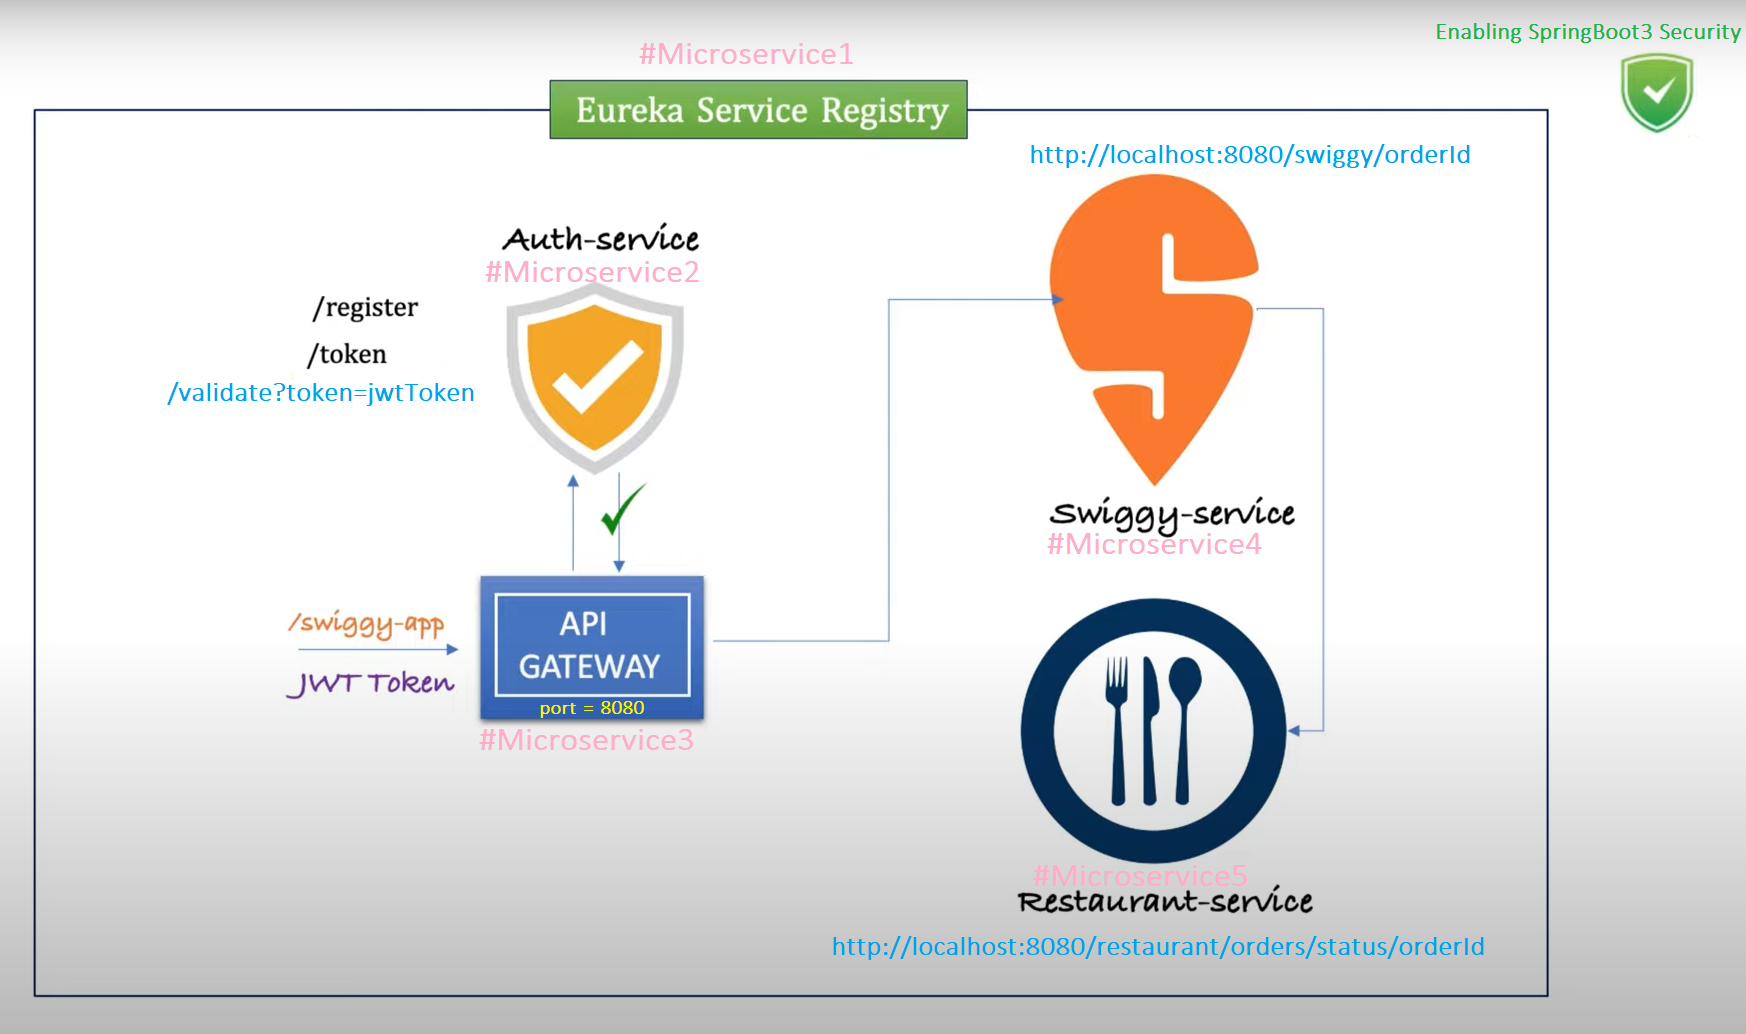 Enabling SpringBoot3 Security
#Microservice1
Eureka Service Registry
http://localhost:8080/swiggy/orderId
Auth-service
#Microservice2
/register
/token
/validate?token=jwtToken
Swiggy-service
#Microservice4
/swiggy-app
JWT Token
API
GATEWAY
port = 8080
#Microservice3
#Microservice5
Restaurant-service
http://localhost:8080/restaurant/orders/status/orderId